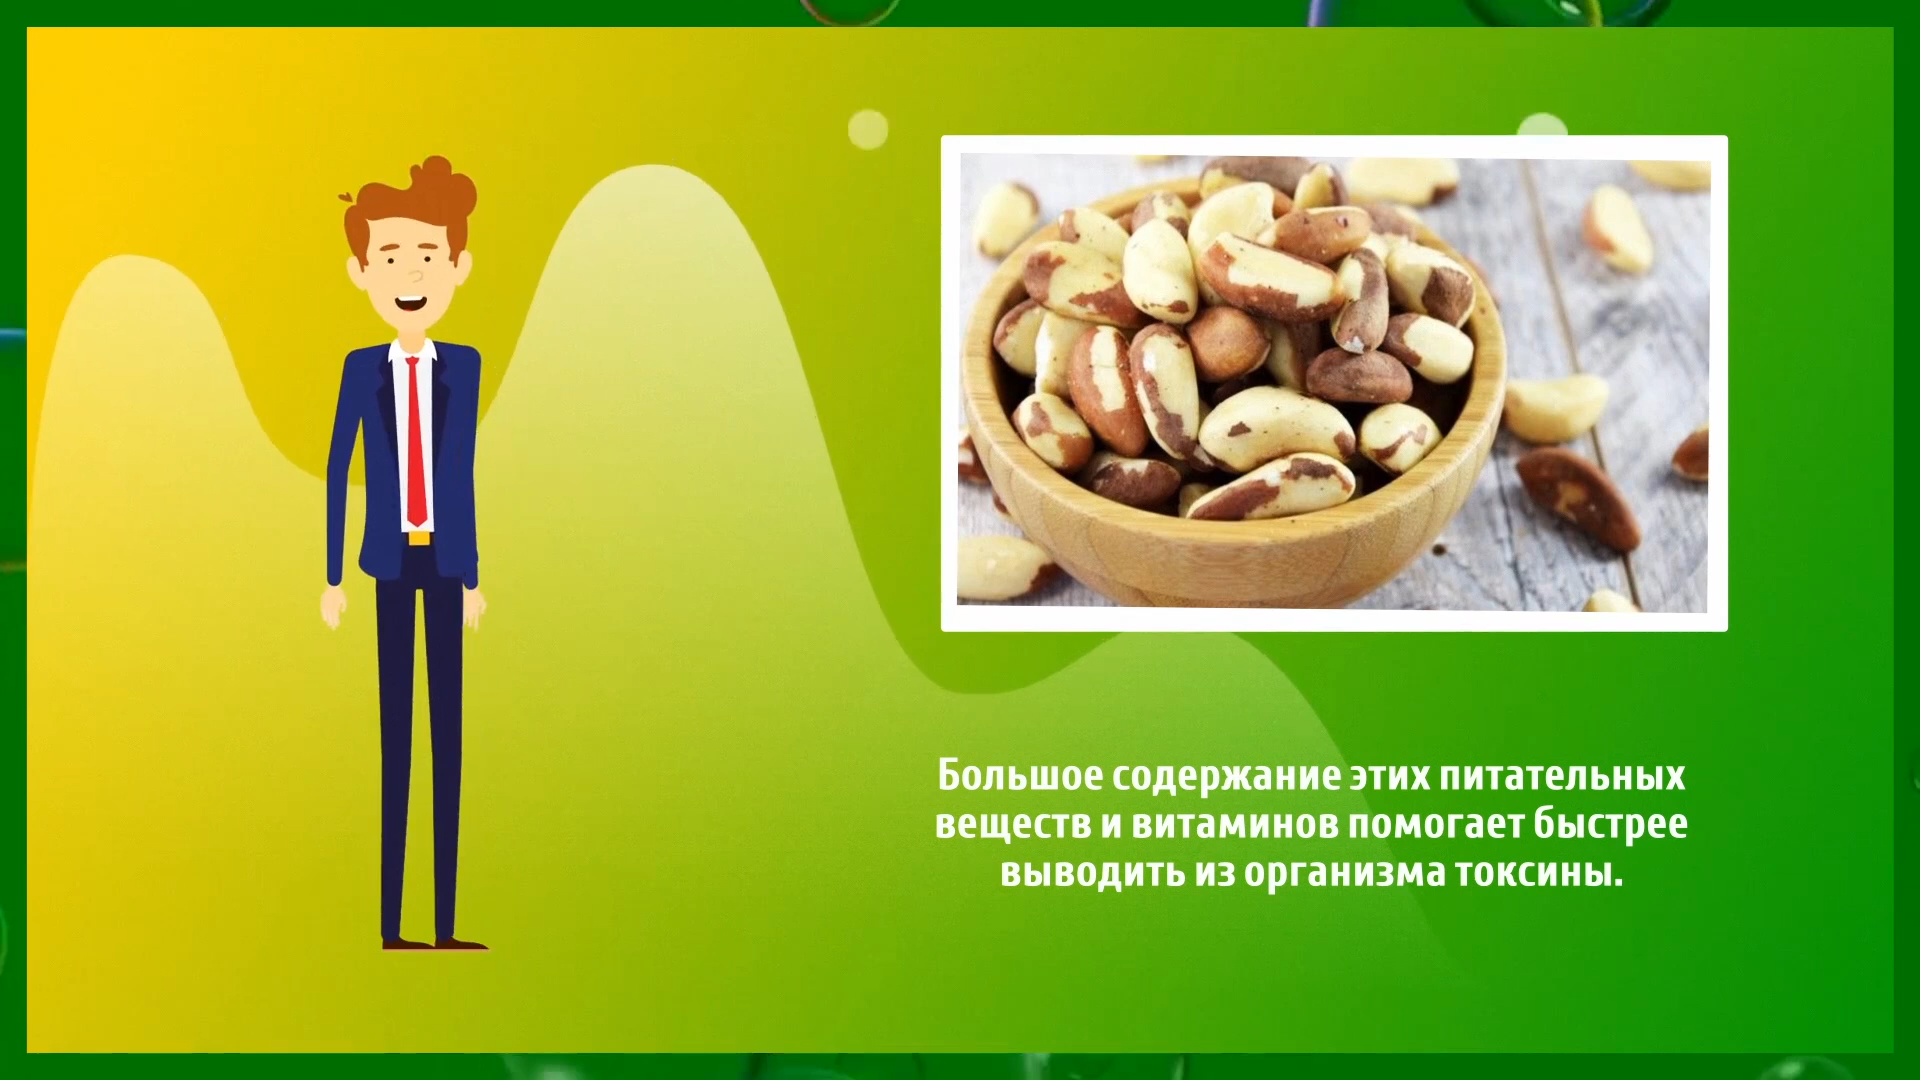 Большое содержание этих питательных
веществ и витаминов помогает быстрее
выводить из организма токсины.